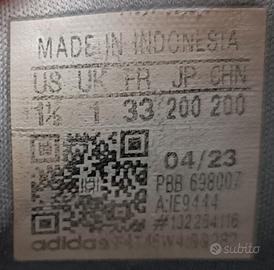 MADE IN INDONESIA
US UK FR JP CHN
1½ 1 33 200 200
04/23
PBB 698007
A:IE9444
#132284116
adidas
subito